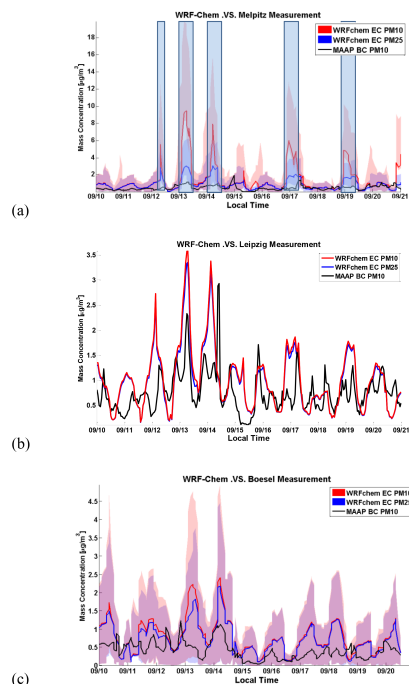 WRF-Chem .VS. Melpitz Measurement
WRFchem EC PM10
WRFchem EC PM25
MAAP BC PM10
Mass Concentration [μg/m³]
18
16
14
12
10
8
6
4
2
09/10 09/11 09/12 09/13 09/14 09/15 09/16 09/17 09/18 09/19 09/20 09/21
Local Time
(a)
WRF-Chem .VS. Leipzig Measurement
WRFchem EC PM10
WRFchem EC PM25
MAAP BC PM10
Mass Concentration [μg/m³]
3.5
3
2.5
2
1.5
1
0.5
09/10 09/11 09/12 09/13 09/14 09/15 09/16 09/17 09/18 09/19 09/20 09/21
Local Time
(b)
WRF-Chem .VS. Boesel Measurement
WRFchem EC PM10
WRFchem EC PM25
MAAP BC PM10
Mass Concentration [μg/m³]
4.5
4
3.5
3
2.5
2
1.5
1
0.5
0
09/10 09/11 09/12 09/13 09/14 09/15 09/16 09/17 09/18 09/19 09/20
Local Time
(c)